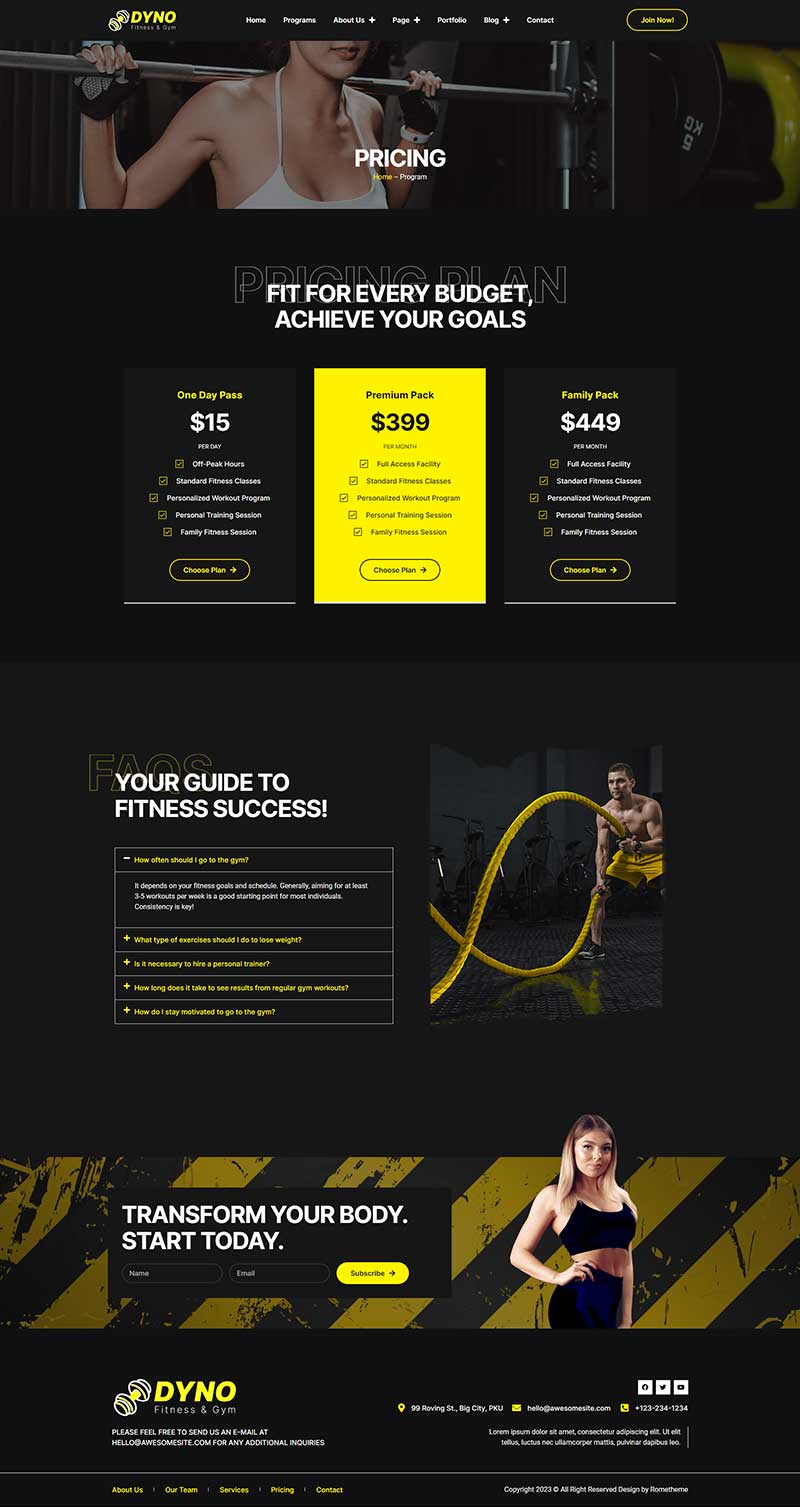 DYNO
Fitness & Gym
Home Programs About Us Page Portfolio Blog Contact
Join Now!
KG
PRICING
Home – Program
PRICING PLAN
FIT FOR EVERY BUDGET,
ACHIEVE YOUR GOALS
One Day Pass
$15
PER DAY
Off-Peak Hours
Standard Fitness Classes
Personalized Workout Program
Personal Training Session
Family Fitness Session
Choose Plan
Premium Pack
$399
PER MONTH
Full Access Facility
Standard Fitness Classes
Personalized Workout Program
Personal Training Session
Family Fitness Session
Choose Plan
Family Pack
$449
PER MONTH
Full Access Facility
Standard Fitness Classes
Personalized Workout Program
Personal Training Session
Family Fitness Session
Choose Plan
FAQS
YOUR GUIDE TO
FITNESS SUCCESS!
How often should I go to the gym?
It depends on your fitness goals and schedule. Generally, aiming for at least
3-5 workouts per week is a good starting point for most individuals.
Consistency is key!
What type of exercises should I do to lose weight?
Is it necessary to hire a personal trainer?
How long does it take to see results from regular gym workouts?
How do I stay motivated to go to the gym?
TRANSFORM YOUR BODY.
START TODAY.
Name
Email
Subscribe
DYNO
Fitness & Gym
PLEASE FEEL FREE TO SEND US AN E-MAIL AT
HELLO@AWESOMESITE.COM FOR ANY ADDITIONAL INQUIRIES
99 Roving St., Big City, PKU hello@awesomesite.com +123-234-1234
Lorem ipsum dolor sit amet, consectetur adipiscing elit. Ut elit
tellus, luctus nec ullamcorper mattis, pulvinar dapibus leo.
About Us Our Team Services Pricing Contact
Copyright 2023 © All Right Reserved Design by Rometheme